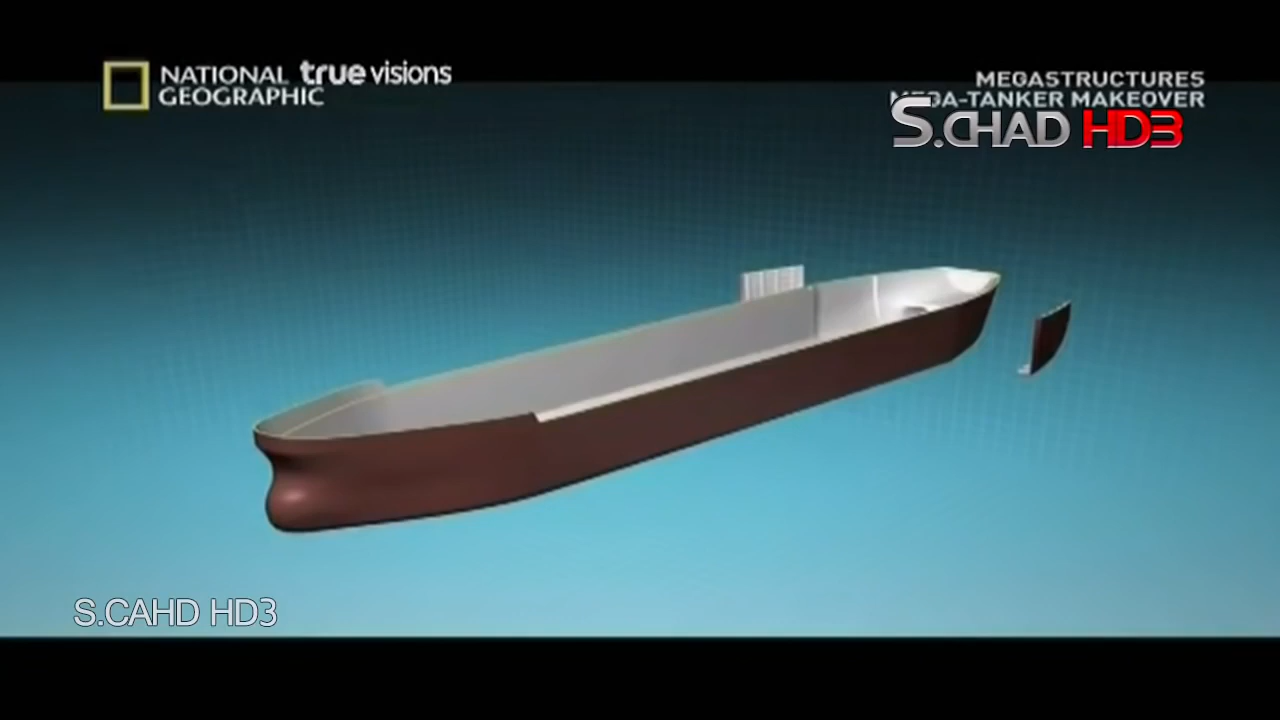 NATIONAL
GEOGRAPHIC
true visions
MEGASTRUCTURES
MEGA-TANKER MAKEOVER
S.CHAD HD3
S.CAHD HD3